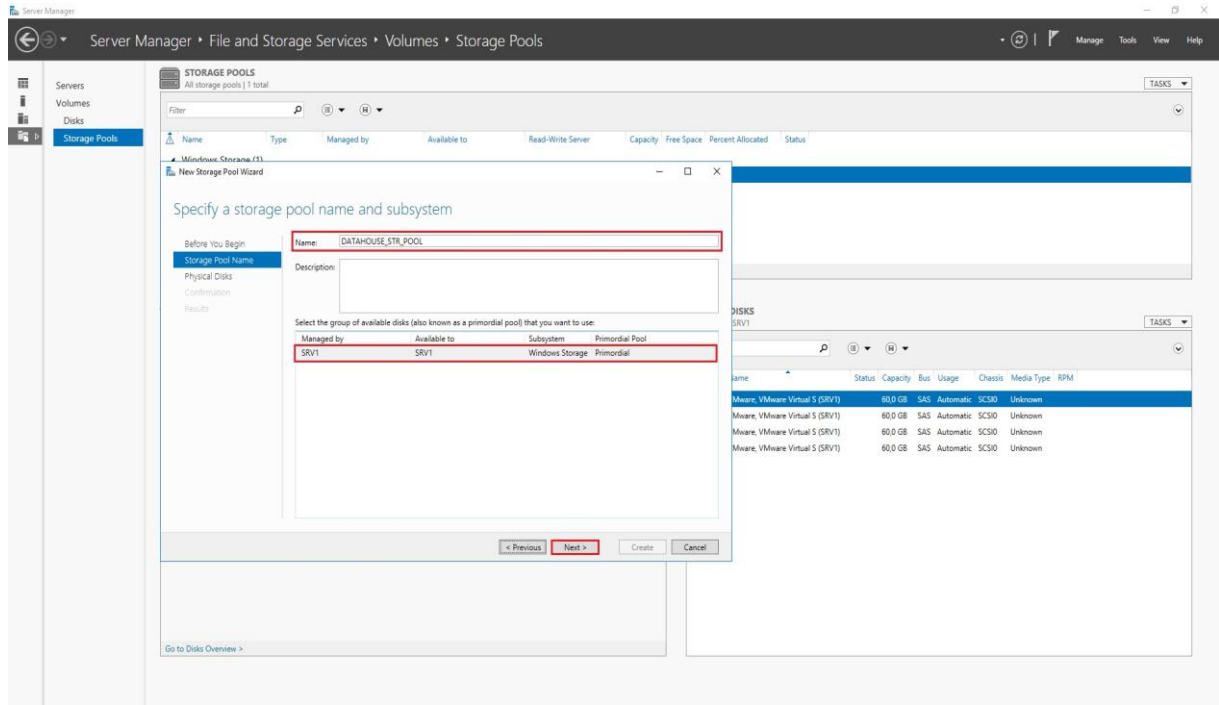 Server Manager
Server Manager ‣ File and Storage Services ‣ Volumes ‣ Storage Pools
Manage Tools View Help
Servers
Volumes
Disks
Storage Pools
STORAGE POOLS
All storage pools | 1 total
TASKS
Filter
Name Type Managed by Available to Read-Write Server Capacity Free Space Percent Allocated Status
Windows Storage (1)
New Storage Pool Wizard
Specify a storage pool name and subsystem
Before You Begin
Storage Pool Name
Physical Disks
Confirmation
Results
Name: DATAHOUSE_STR_POOL
Description:
Select the group of available disks (also known as a primordial pool) that you want to use:
Managed by Available to Subsystem Primordial Pool
SRV1 SRV1 Windows Storage Primordial
< Previous Next > Create Cancel
DISKS
SRV1
TASKS
Name Status Capacity Bus Usage Chassis Media Type RPM
Mware, VMware Virtual S (SRV1) 60,0 GB SAS Automatic SCSI0 Unknown
Mware, VMware Virtual S (SRV1) 60,0 GB SAS Automatic SCSI0 Unknown
Mware, VMware Virtual S (SRV1) 60,0 GB SAS Automatic SCSI0 Unknown
Mware, VMware Virtual S (SRV1) 60,0 GB SAS Automatic SCSI0 Unknown
Go to Disks Overview >